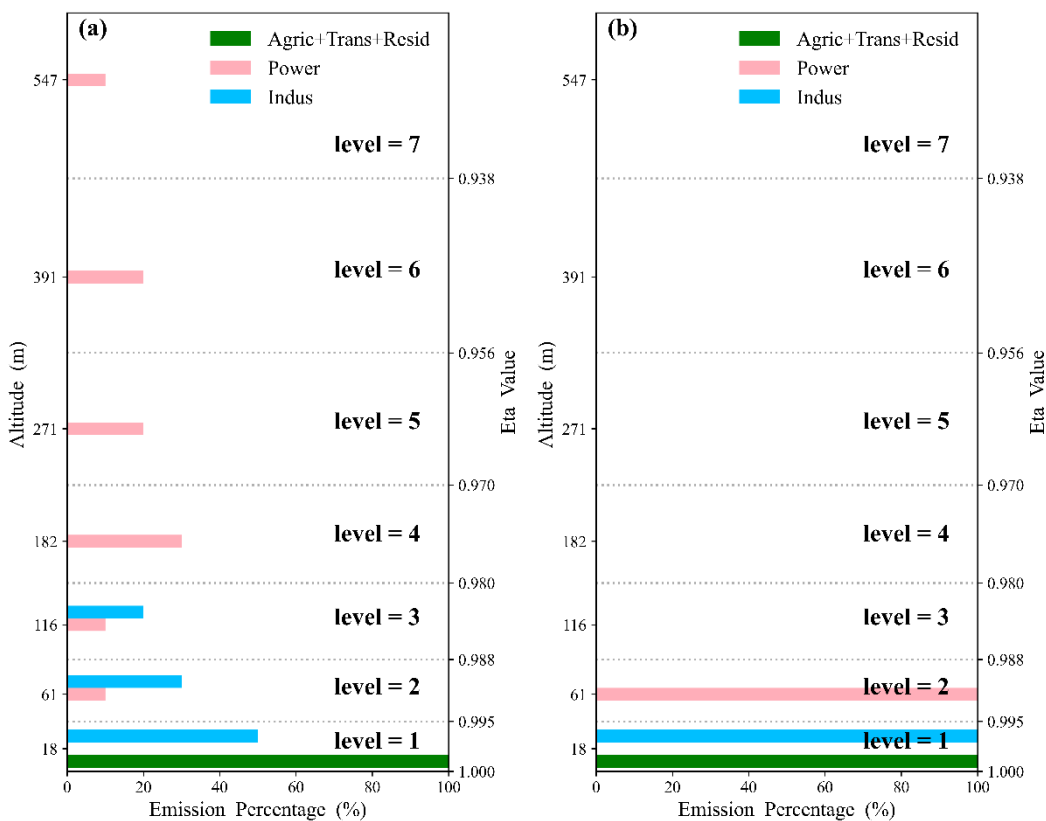 (a)
Agric+Trans+Resid
Power
Indus
547
391
271
182
116
61
18
level = 7
level = 6
level = 5
level = 4
level = 3
level = 2
level = 1
0.938
0.956
0.970
0.980
0.988
0.995
1.000
Altitude (m)
Eta Value
0 20 40 60 80 100
Emission Percentage (%)
(b)
Agric+Trans+Resid
Power
Indus
547
391
271
182
116
61
18
level = 7
level = 6
level = 5
level = 4
level = 3
level = 2
level = 1
0.938
0.956
0.970
0.980
0.988
0.995
1.000
Altitude (m)
Eta Value
0 20 40 60 80 100
Emission Percentage (%)